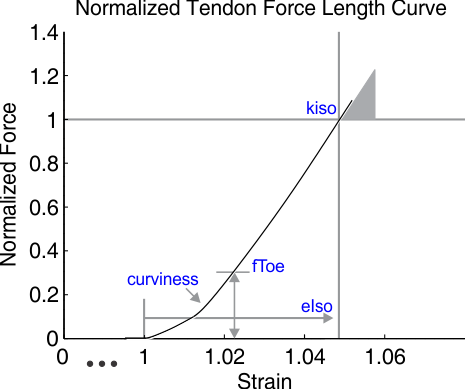 Normalized Tendon Force Length Curve
Normalized Force
1.4
1.2
1
0.8
0.6
0.4
0.2
0
kiso
fToe
curviness
eIso
0 ... 1 1.02 1.04 1.06
Strain